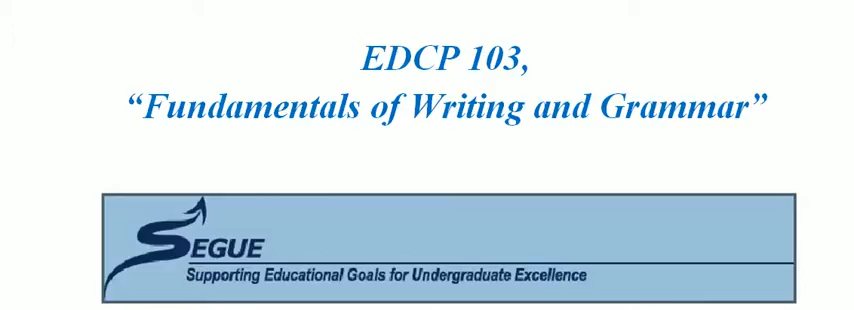 EDCP 103,
“Fundamentals of Writing and Grammar”
SEGUE
Supporting Educational Goals for Undergraduate Excellence